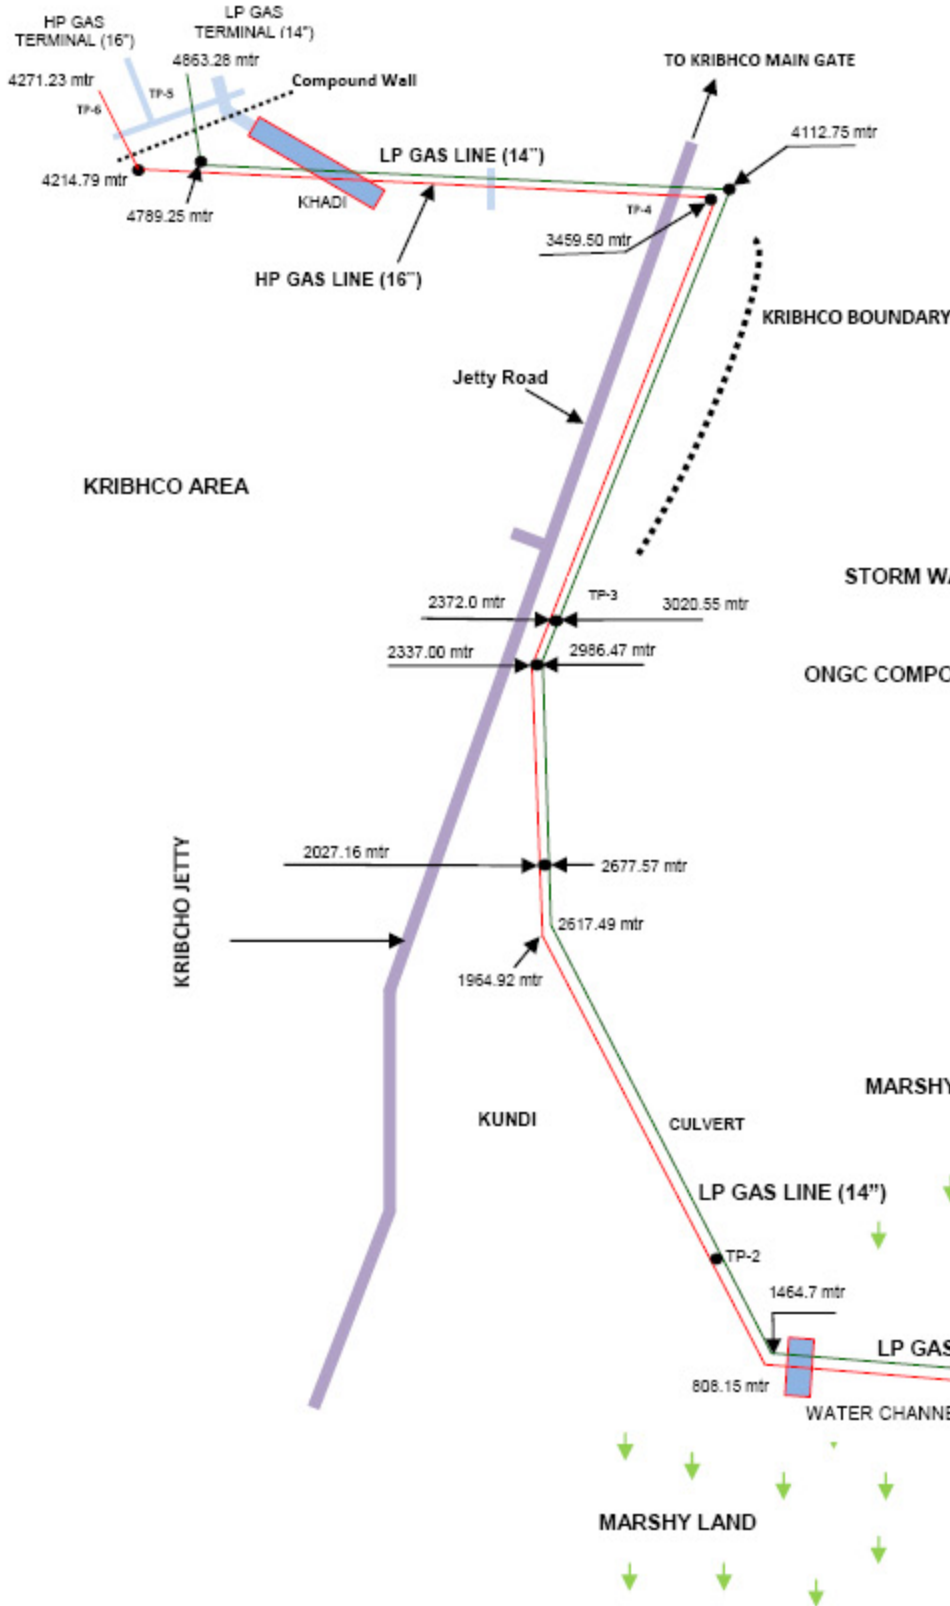 HP GAS
TERMINAL (16")
LP GAS
TERMINAL (14")
4863.28 mtr
4271.23 mtr
TP-5
TP-6
Compound Wall
TO KRIBHCO MAIN GATE
4112.75 mtr
LP GAS LINE (14")
4214.79 mtr
KHADI
4789.25 mtr
TP-4
3459.50 mtr
HP GAS LINE (16")
KRIBHCO BOUNDARY
Jetty Road
KRIBHCO AREA
STORM WA
2372.0 mtr
TP-3
3020.55 mtr
2337.00 mtr
2986.47 mtr
ONGC COMPO
2027.16 mtr
2677.57 mtr
KRIBCHO JETTY
2617.49 mtr
1964.92 mtr
MARSHY
KUNDI
CULVERT
LP GAS LINE (14")
TP-2
1464.7 mtr
LP GAS
808.15 mtr
WATER CHANNE
MARSHY LAND